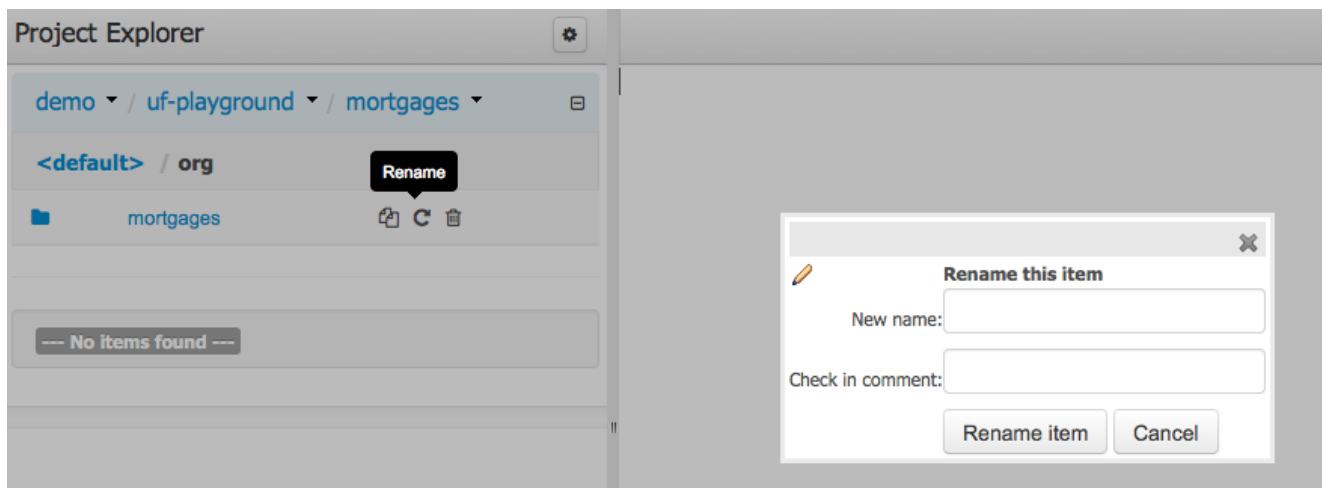 Project Explorer
demo / uf-playground / mortgages
<default> / org
Rename
mortgages
--- No items found ---
Rename this item
New name:
Check in comment:
Rename item Cancel